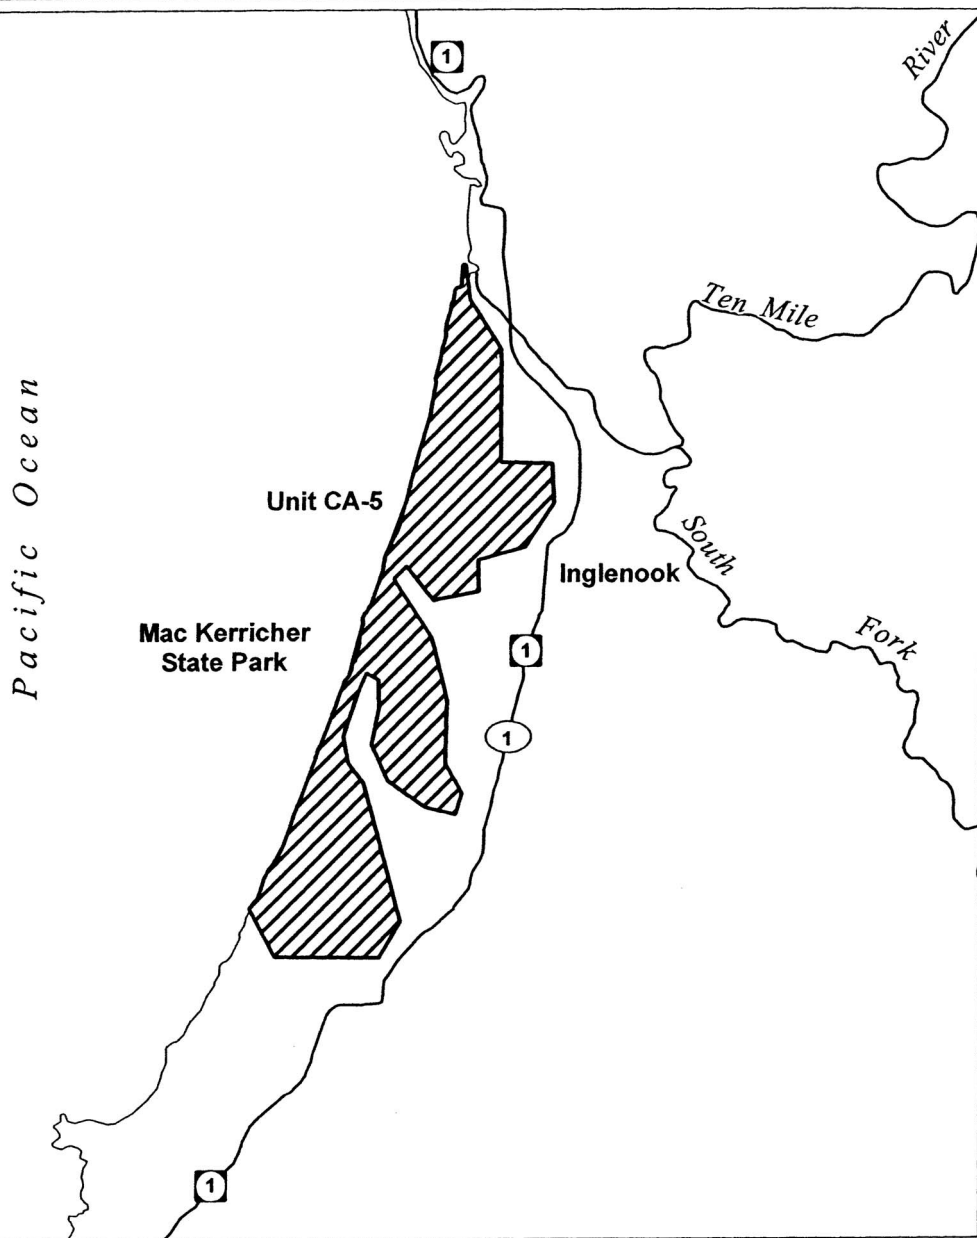 1
River
Ten Mile
Pacific Ocean
Unit CA-5
South
Inglenook
Fork
Mac Kerricher
State Park
1
1
1